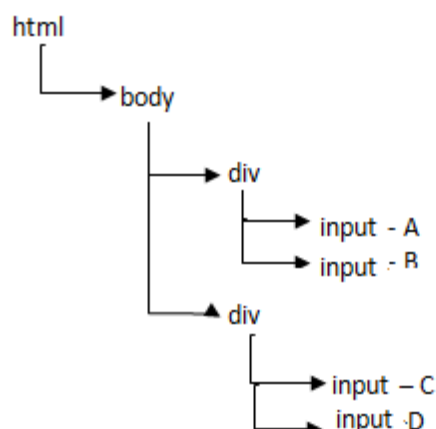 html
body
div
input - A
input - B
div
input – C
input -D